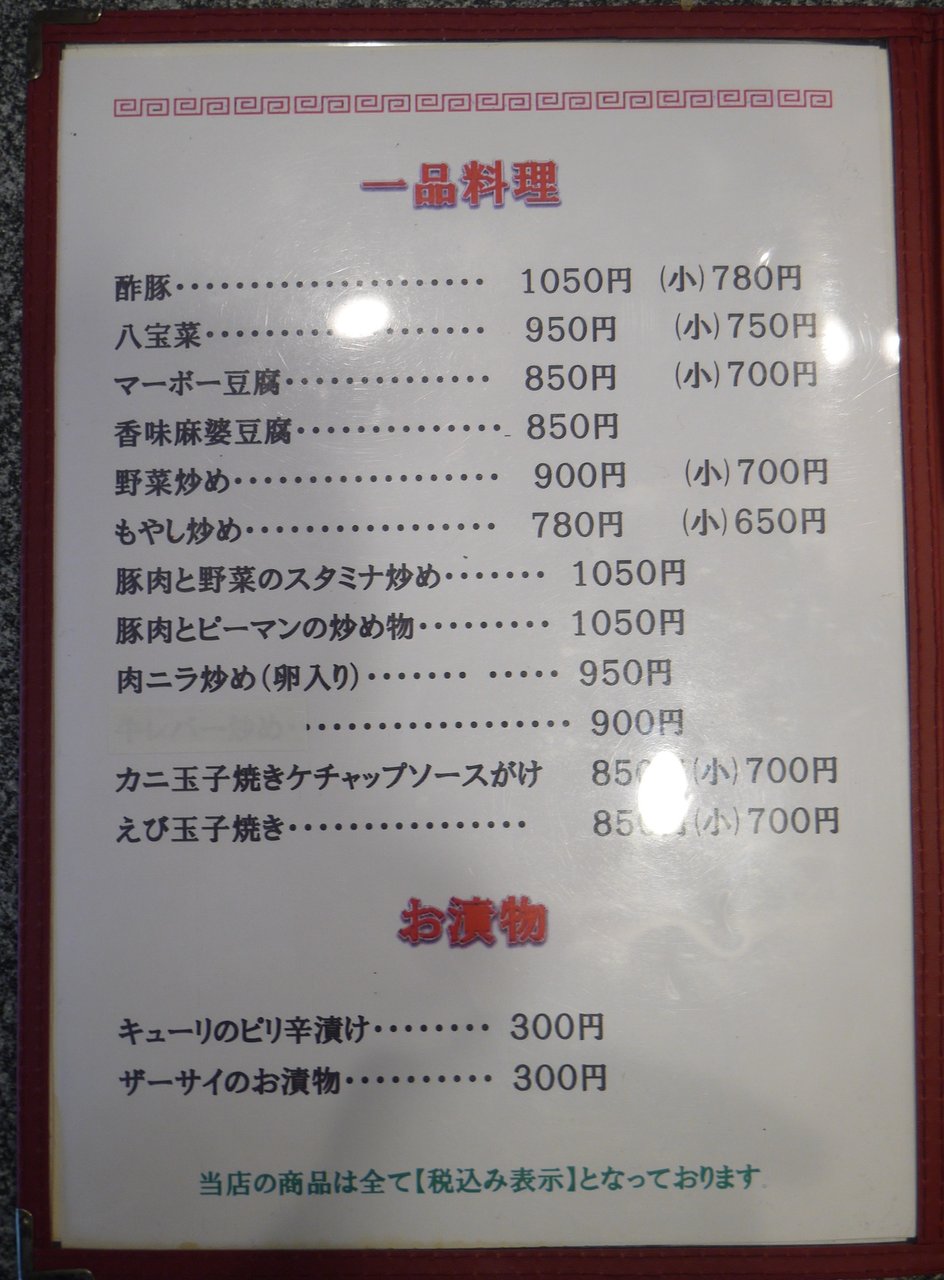 一品料理
酢豚・・・・・・・・・・・・・・・・・・・・・ 1050円 (小)780円
八宝菜・・・・・・・・・・・・・・・・・・・ 950円 (小)750円
マーボー豆腐・・・・・・・・・・・・・・ 850円 (小)700円
香味麻婆豆腐・・・・・・・・・・・・・・ 850円
野菜炒め・・・・・・・・・・・・・・・・・・ 900円 (小)700円
もやし炒め・・・・・・・・・・・・・・・・・ 780円 (小)650円
豚肉と野菜のスタミナ炒め・・・・・・・ 1050円
豚肉とピーマンの炒め物・・・・・・・・・ 1050円
肉ニラ炒め(卵入り)・・・・・・・ ・・・・・ 950円
・・・・・・・・・・・・・・・・・・ 900円
カニ玉子焼きケチャップソースがけ 850円(小)700円
えび玉子焼き・・・・・・・・・・・・・・・・ 850円(小)700円
お漬物
キューリのピリ辛漬け・・・・・・・・ 300円
ザーサイのお漬物・・・・・・・・・・ 300円
当店の商品は全て【税込み表示】となっております